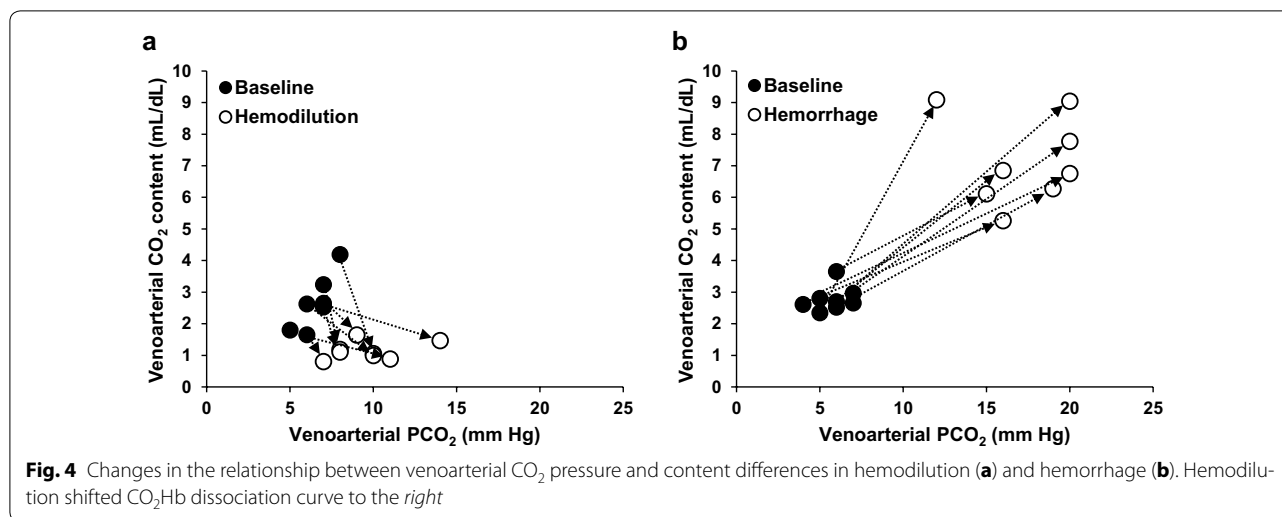 a
10
9
8
7
6
5
4
3
2
1
0
Venoarterial CO₂ content (mL/dL)
Baseline
Hemodilution
0 5 10 15 20 25
Venoarterial PCO₂ (mm Hg)
b
10
9
8
7
6
5
4
3
2
1
0
Venoarterial CO₂ content (mL/dL)
Baseline
Hemorrhage
0 5 10 15 20 25
Venoarterial PCO₂ (mm Hg)
Fig. 4 Changes in the relationship between venoarterial CO₂ pressure and content differences in hemodilution (a) and hemorrhage (b). Hemodilu-
tion shifted CO₂Hb dissociation curve to the right